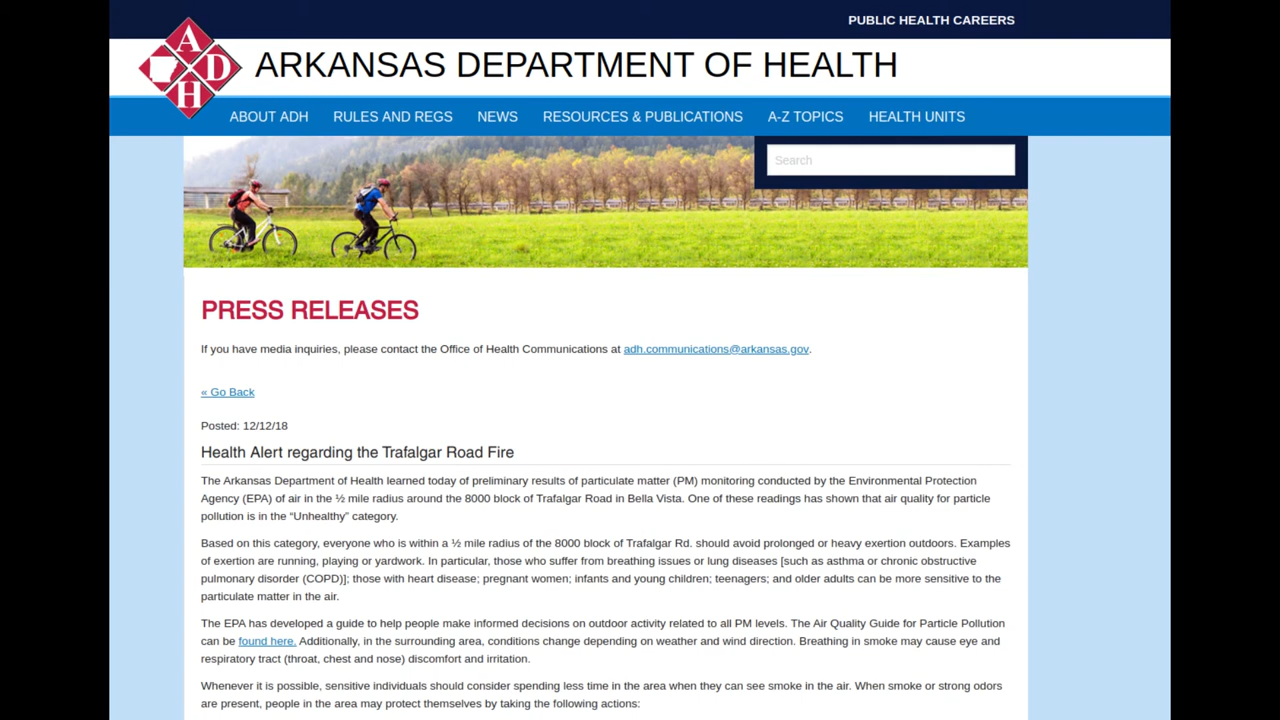 PUBLIC HEALTH CAREERS
A
D
H
ARKANSAS DEPARTMENT OF HEALTH
ABOUT ADH RULES AND REGS NEWS RESOURCES & PUBLICATIONS A-Z TOPICS HEALTH UNITS
Search
PRESS RELEASES
If you have media inquiries, please contact the Office of Health Communications at adh.communications@arkansas.gov.
« Go Back
Posted: 12/12/18
Health Alert regarding the Trafalgar Road Fire
The Arkansas Department of Health learned today of preliminary results of particulate matter (PM) monitoring conducted by the Environmental Protection
Agency (EPA) of air in the ½ mile radius around the 8000 block of Trafalgar Road in Bella Vista. One of these readings has shown that air quality for particle
pollution is in the “Unhealthy” category.
Based on this category, everyone who is within a ½ mile radius of the 8000 block of Trafalgar Rd. should avoid prolonged or heavy exertion outdoors. Examples
of exertion are running, playing or yardwork. In particular, those who suffer from breathing issues or lung diseases [such as asthma or chronic obstructive
pulmonary disorder (COPD)]; those with heart disease; pregnant women; infants and young children; teenagers; and older adults can be more sensitive to the
particulate matter in the air.
The EPA has developed a guide to help people make informed decisions on outdoor activity related to all PM levels. The Air Quality Guide for Particle Pollution
can be found here. Additionally, in the surrounding area, conditions change depending on weather and wind direction. Breathing in smoke may cause eye and
respiratory tract (throat, chest and nose) discomfort and irritation.
Whenever it is possible, sensitive individuals should consider spending less time in the area when they can see smoke in the air. When smoke or strong odors
are present, people in the area may protect themselves by taking the following actions: